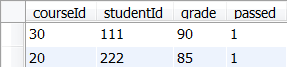 courseId studentId grade passed
30 111 90 1
20 222 85 1